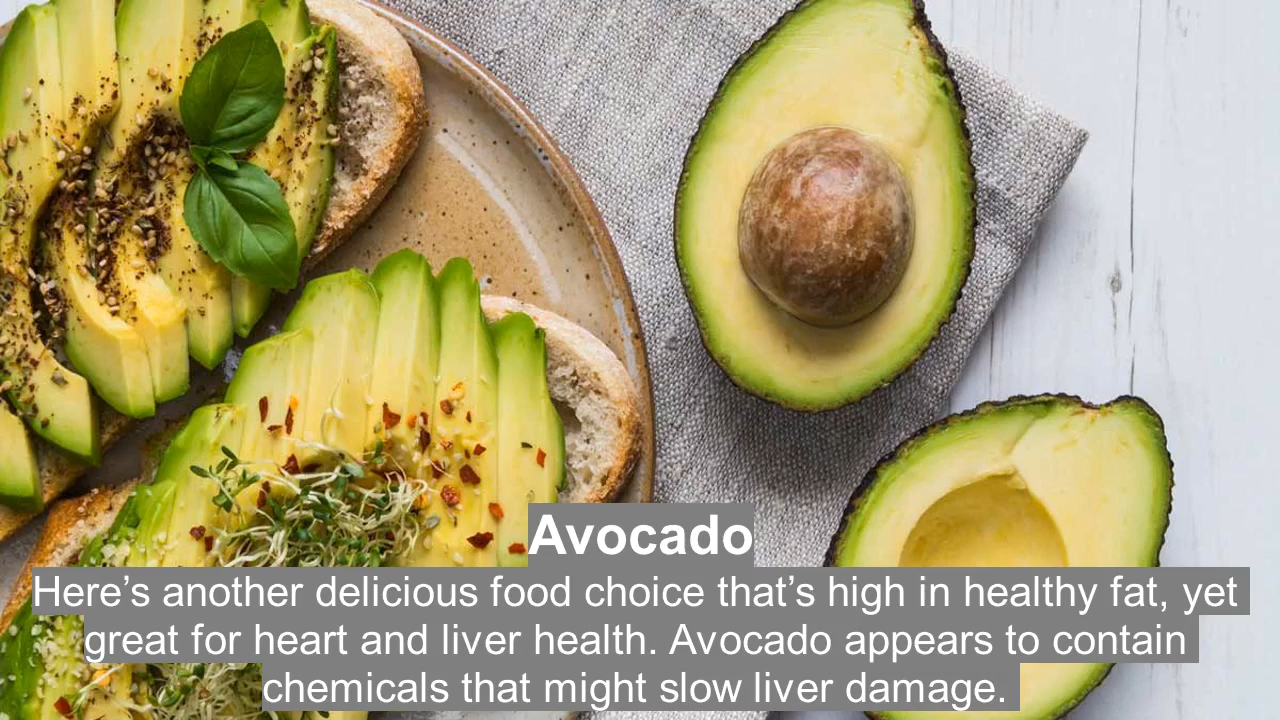 Avocado
Here’s another delicious food choice that’s high in healthy fat, yet
great for heart and liver health. Avocado appears to contain
chemicals that might slow liver damage.